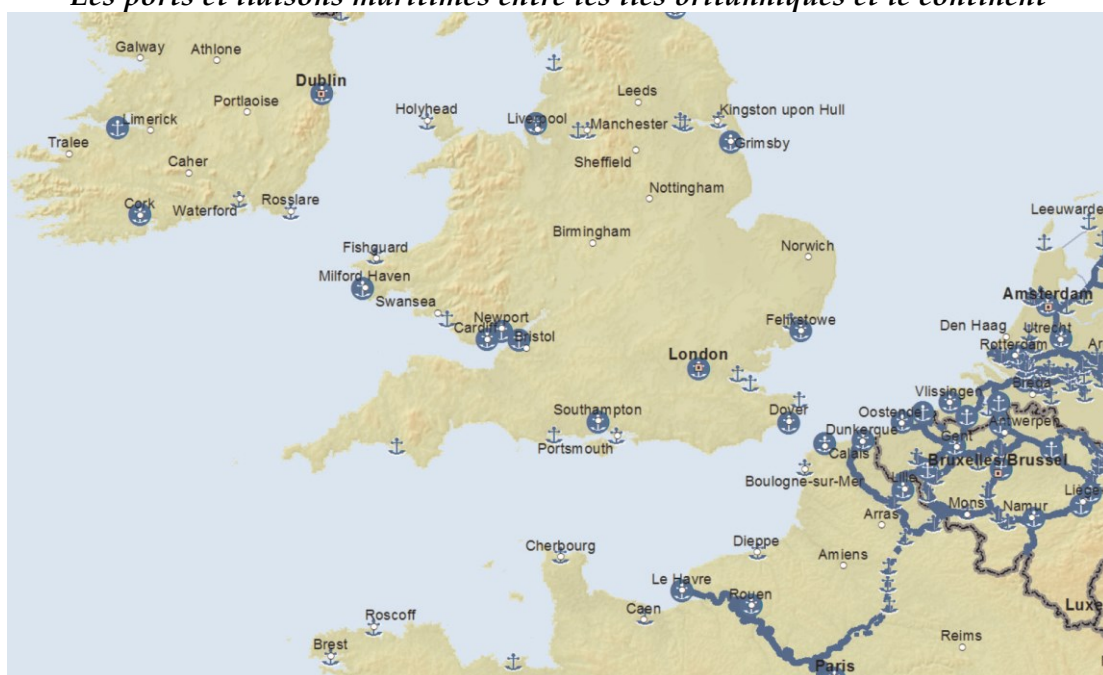 Les ports et liaisons maritimes entre les îles britanniques et le continent
Galway
Athlone
Dublin
Portlaoise
Limerick
Tralee
Caher
Cork
Waterford
Rosslare
Holyhead
Liverpool
Manchester
Leeds
Kingston upon Hull
Grimsby
Sheffield
Nottingham
Birmingham
Norwich
Fishguard
Milford Haven
Swansea
Newport
Cardiff
Bristol
Felixstowe
London
Southampton
Portsmouth
Dover
Leeuwarde
Amsterdam
Den Haag
Utrecht
Rotterdam
Ar
Breda
Vlissingen
Oostende
Antwerpen
Dunkerque
Gent
Calais
Bruxelles/Brussel
Boulogne-sur-Mer
Lille
Mons
Namur
Liège
Arras
Cherbourg
Dieppe
Amiens
Le Havre
Rouen
Caen
Luxe
Roscoff
Brest
Reims
Paris